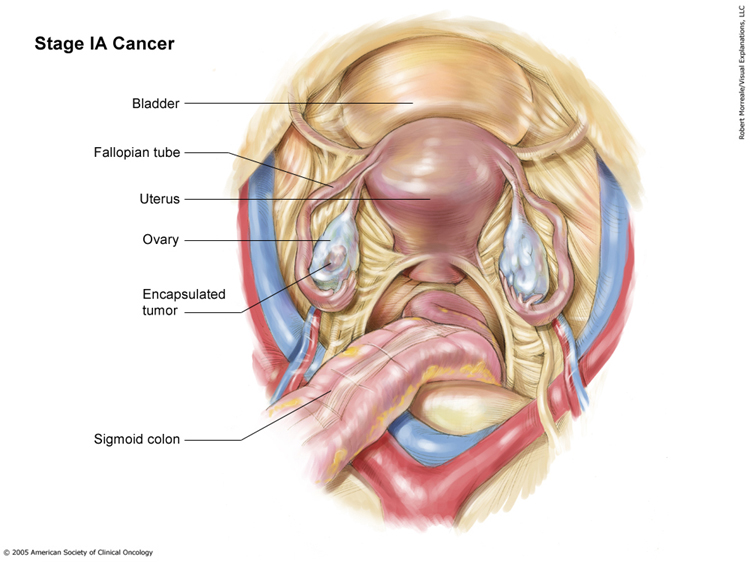 Stage IA Cancer
Robert Morreale/Visual Explanations, LLC
Bladder
Fallopian tube
Uterus
Ovary
Encapsulated
tumor
Sigmoid colon
© 2005 American Society of Clinical Oncology